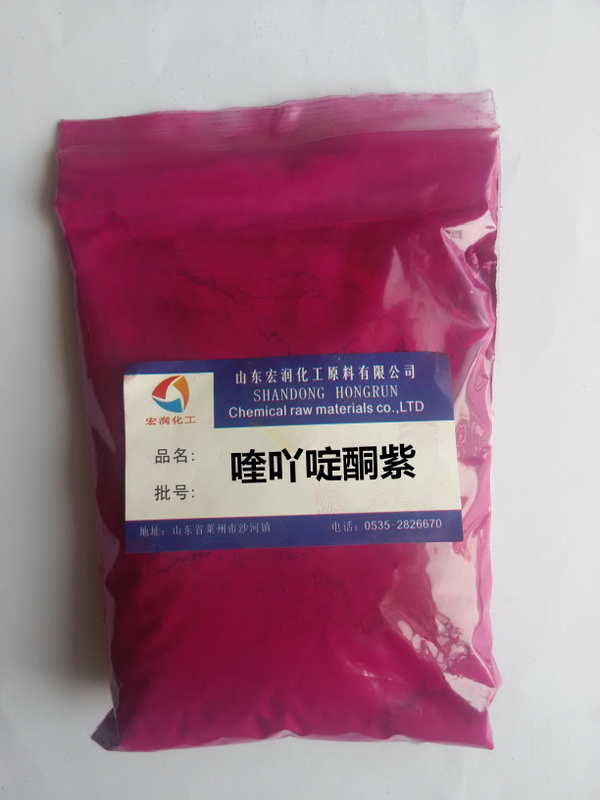 山东宏润化工原料有限公司
SHANDONG HONGRUN
Chemical raw materials co.,LTD
宏润化工
品名: 喹吖啶酮紫
批号:
地址: 山东省莱州市沙河镇 电话: 0535-2826670